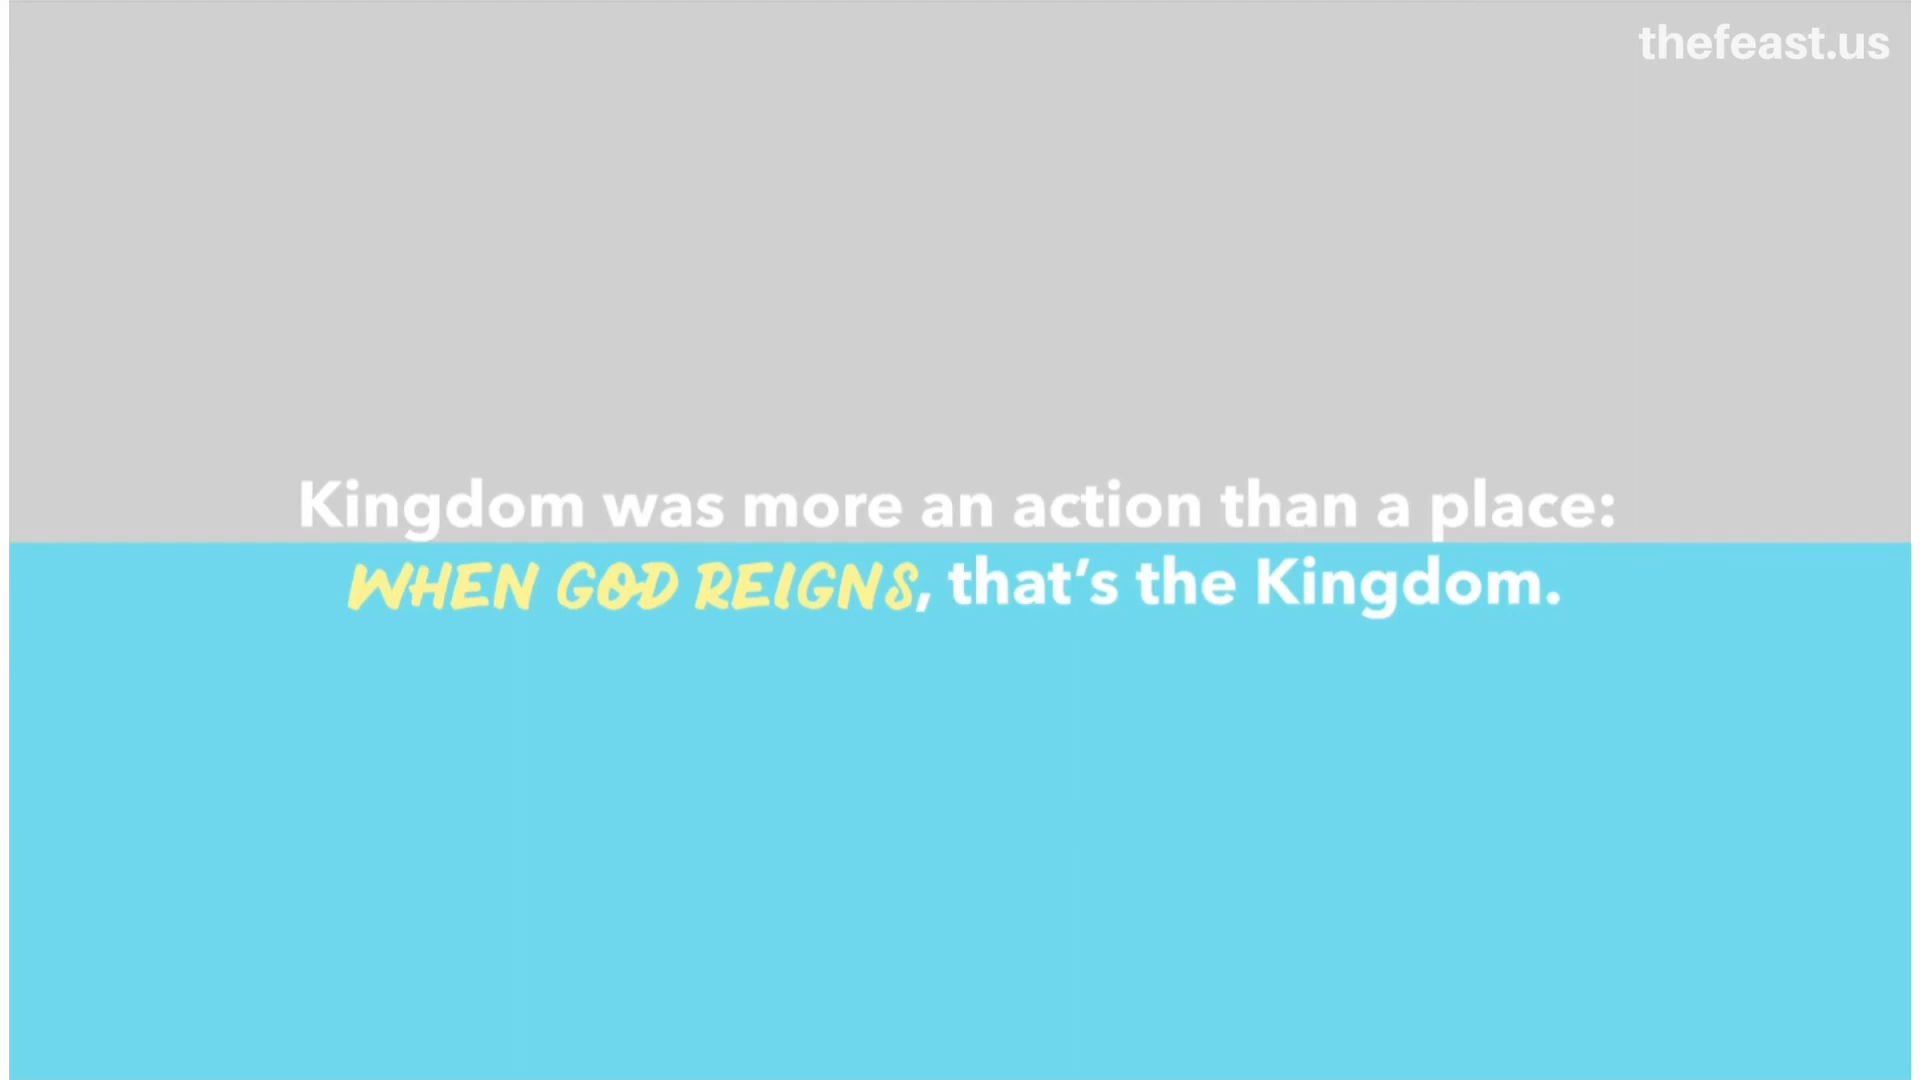 thefeast.us
Kingdom was more an action than a place:
WHEN GOD REIGNS, that’s the Kingdom.